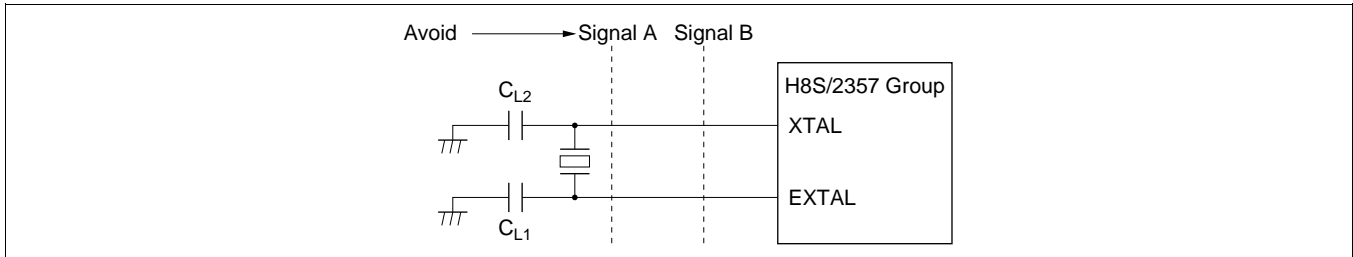 Avoid Signal A Signal B
H8S/2357 Group
CL2
XTAL
EXTAL
CL1